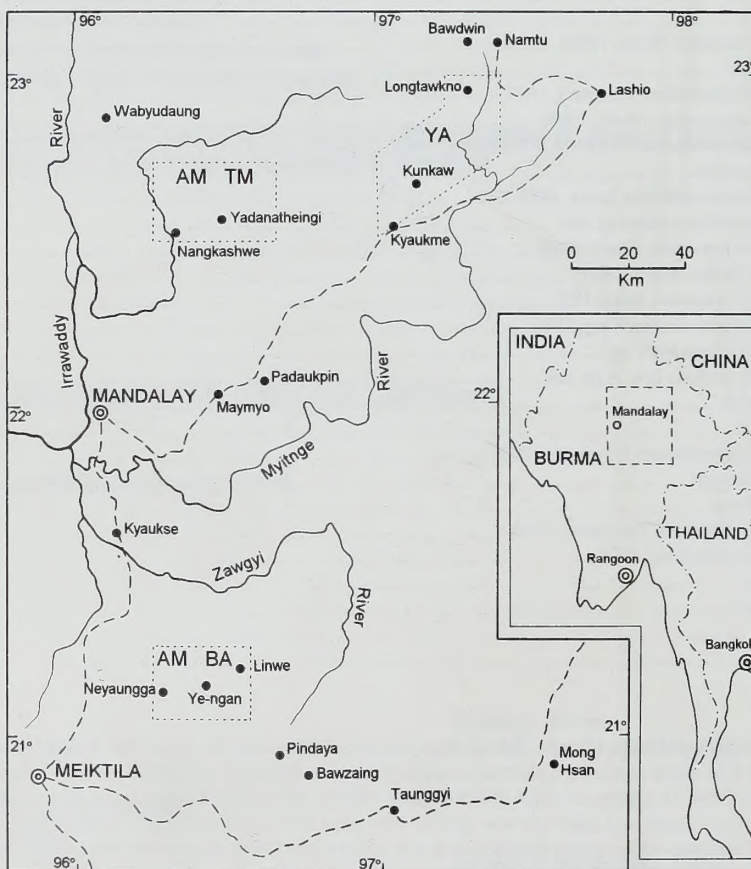 96°
97°
98°
Bawdwin
Namtu
23°
23
Longtawkno
Lashio
Wabyudaung
River
YA
AM TM
Kunkaw
Yadanatheingi
Nangkashwe
Kyaukme
0 20 40
Km
Irrawaddy
River
INDIA
CHINA
Padaukpin
MANDALAY
Maymyo
22°
22°
Mandalay
Myitnge
BURMA
Kyaukse
THAILAND
Zawgyi
Rangoon
River
AM BA
Linwe
Neyaungga
Ye-ngan
Bangkok
21°
21°
Pindaya
Mong
Hsan
MEIKTILA
Bawzaing
Taunggyi
96°
97°